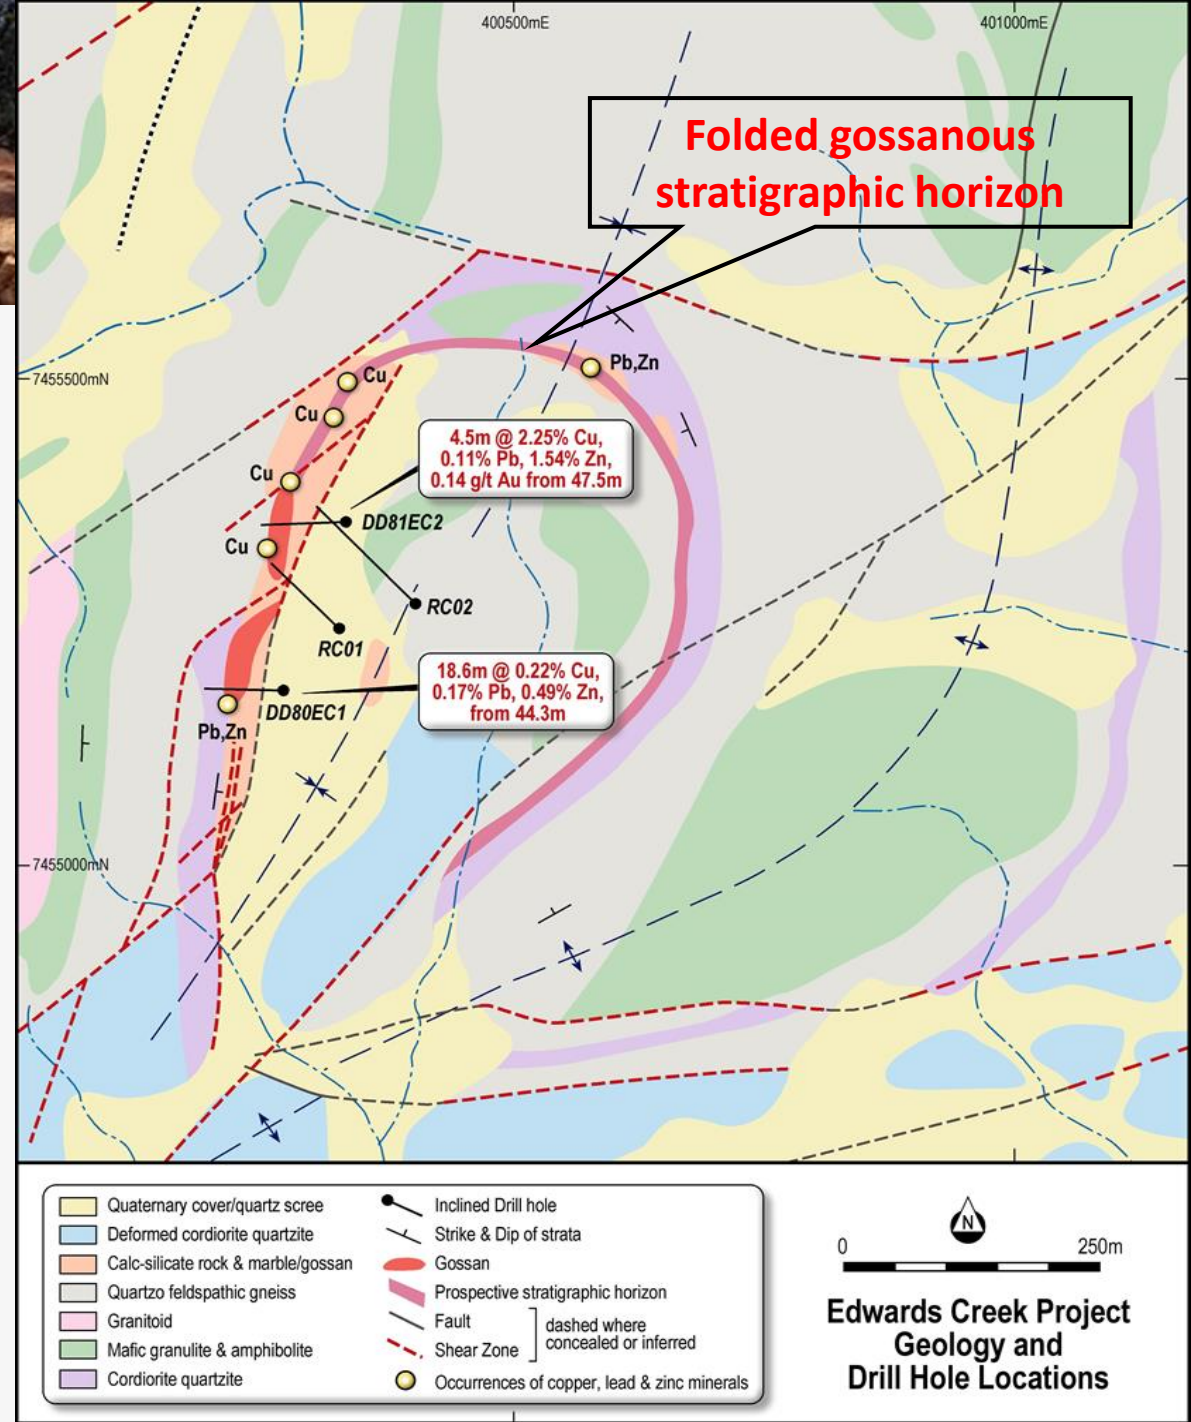 400500mE
401000mE
Folded gossanous
stratigraphic horizon
7455500mN
Cu
Pb,Zn
Cu
Cu
4.5m @ 2.25% Cu,
0.11% Pb, 1.54% Zn,
0.14 g/t Au from 47.5m
DD81EC2
Cu
RC02
RC01
18.6m @ 0.22% Cu,
0.17% Pb, 0.49% Zn,
from 44.3m
DD80EC1
Pb,Zn
7455000mN
Quaternary cover/quartz scree
Deformed cordiorite quartzite
Calc-silicate rock & marble/gossan
Quartzo feldspathic gneiss
Granitoid
Mafic granulite & amphibolite
Cordiorite quartzite
Inclined Drill hole
Strike & Dip of strata
Gossan
Prospective stratigraphic horizon
Fault
Shear Zone
dashed where
concealed or inferred
Occurrences of copper, lead & zinc minerals
N
0 250m
Edwards Creek Project
Geology and
Drill Hole Locations